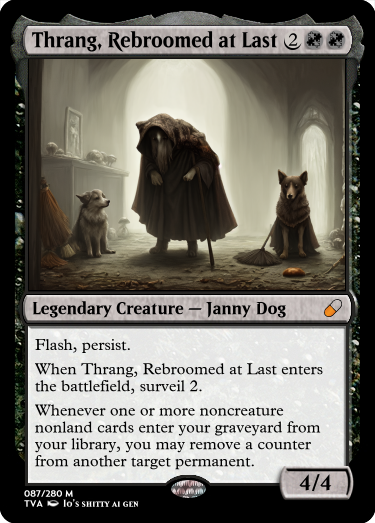 Thrang, Rebroomed at Last 2
Legendary Creature — Janny Dog
Flash, persist.
When Thrang, Rebroomed at Last enters
the battlefield, surveil 2.
Whenever one or more noncreature
nonland cards enter your graveyard from
your library, you may remove a counter
from another target permanent.
4/4
087/280 M
TVA Io's shitty ai gen